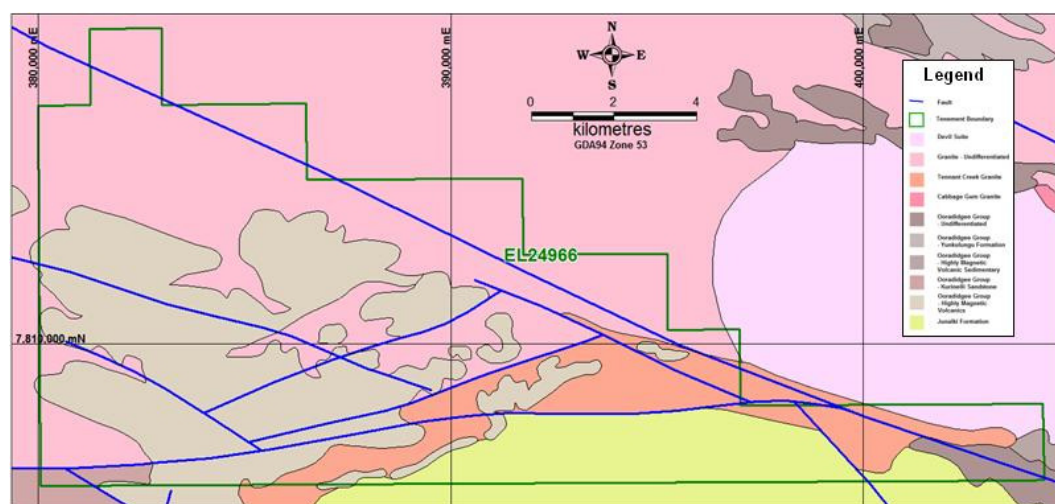 380,000 mE
390,000 mE
400,000 mE
N
W E
S
0 2 4
kilometres
GDA94 Zone 53
EL24966
7,810,000 mN
Legend
Fault
Tenement Boundary
Devil Suite
Granite - Undifferentiated
Tennant Creek Granite
Cabbage Gum Granite
Ooradidgee Group
- Undifferentiated
Ooradidgee Group
- Yunkulungu Formation
Ooradidgee Group
- Highly Magnetic
Volcanic Sedimentary
Ooradidgee Group
- Kurinelli Sandstone
Ooradidgee Group
- Highly Magnetic
Volcanics
Junalki Formation